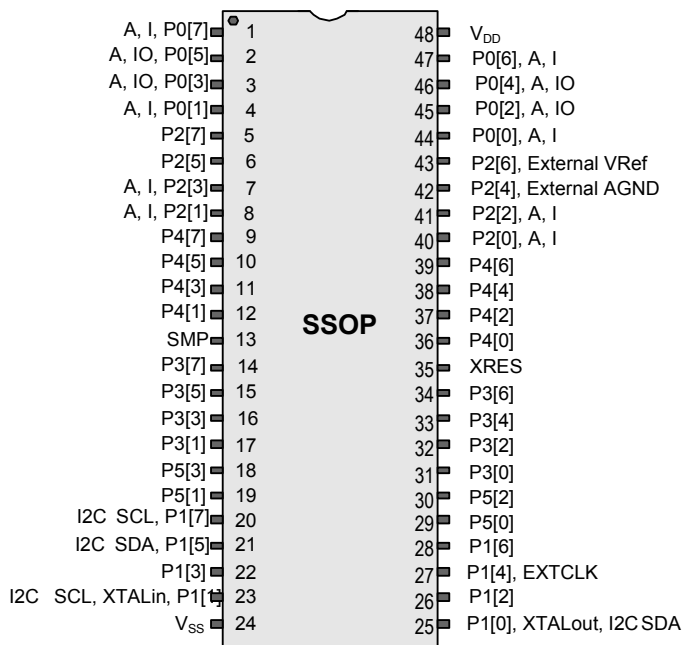 A, I, P0[7] 1 48 VDD
A, IO, P0[5] 2 47 P0[6], A, I
A, IO, P0[3] 3 46 P0[4], A, IO
A, I, P0[1] 4 45 P0[2], A, IO
P2[7] 5 44 P0[0], A, I
P2[5] 6 43 P2[6], External VRef
A, I, P2[3] 7 42 P2[4], External AGND
A, I, P2[1] 8 41 P2[2], A, I
P4[7] 9 40 P2[0], A, I
P4[5] 10 39 P4[6]
P4[3] 11 38 P4[4]
P4[1] 12 37 P4[2]
SSOP
SMP 13 36 P4[0]
P3[7] 14 35 XRES
P3[5] 15 34 P3[6]
P3[3] 16 33 P3[4]
P3[1] 17 32 P3[2]
P5[3] 18 31 P3[0]
P5[1] 19 30 P5[2]
I2C SCL, P1[7] 20 29 P5[0]
I2C SDA, P1[5] 21 28 P1[6]
P1[3] 22 27 P1[4], EXTCLK
I2C SCL, XTALin, P1[1] 23 26 P1[2]
VSS 24 25 P1[0], XTALout, I2C SDA